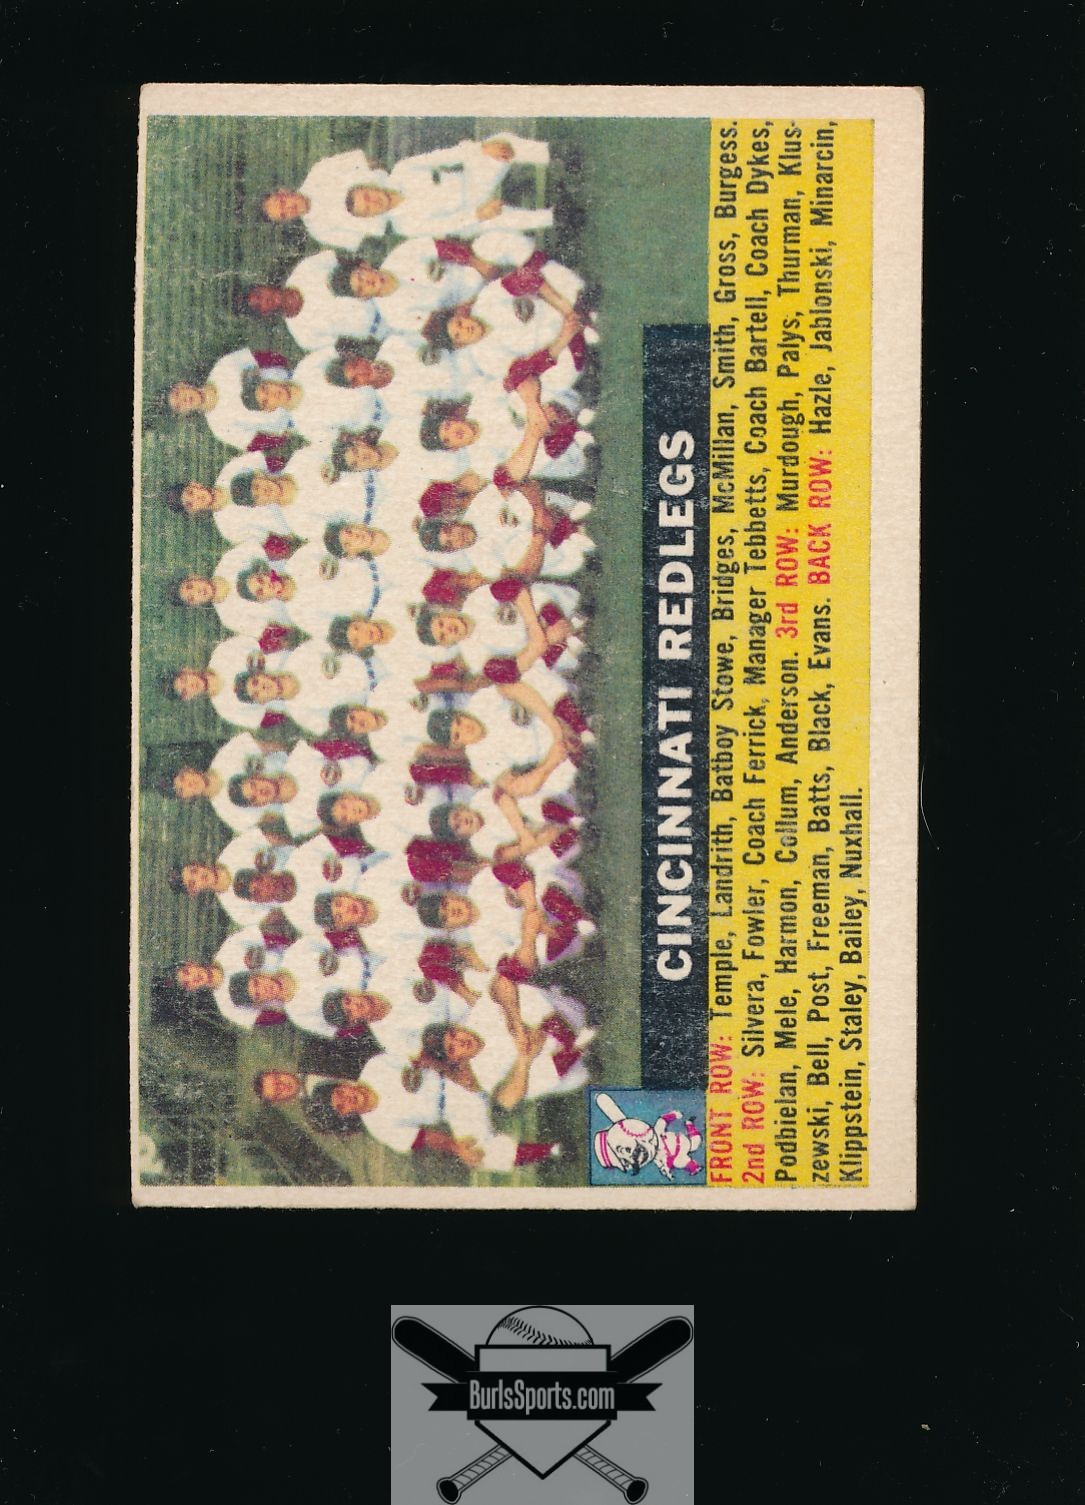 CINCINNATI REDLEGS
FRONT ROW: Temple, Landrith, Batboy Stowe, Bridges, McMillan, Smith, Gross, Burgess.
2nd ROW: Silvera, Fowler, Coach Ferrick, Manager Tebbetts, Coach Bartell, Coach Dykes,
Podbielan, Mele, Harmon, Collum, Anderson. 3rd ROW: Murdough, Palys, Thurman, Klus-
zewski, Bell, Post, Freeman, Batts, Black, Evans. BACK ROW: Hazle, Jablonski, Minarcin,
Klippstein, Staley, Bailey, Nuxhall.
BurlsSports.com